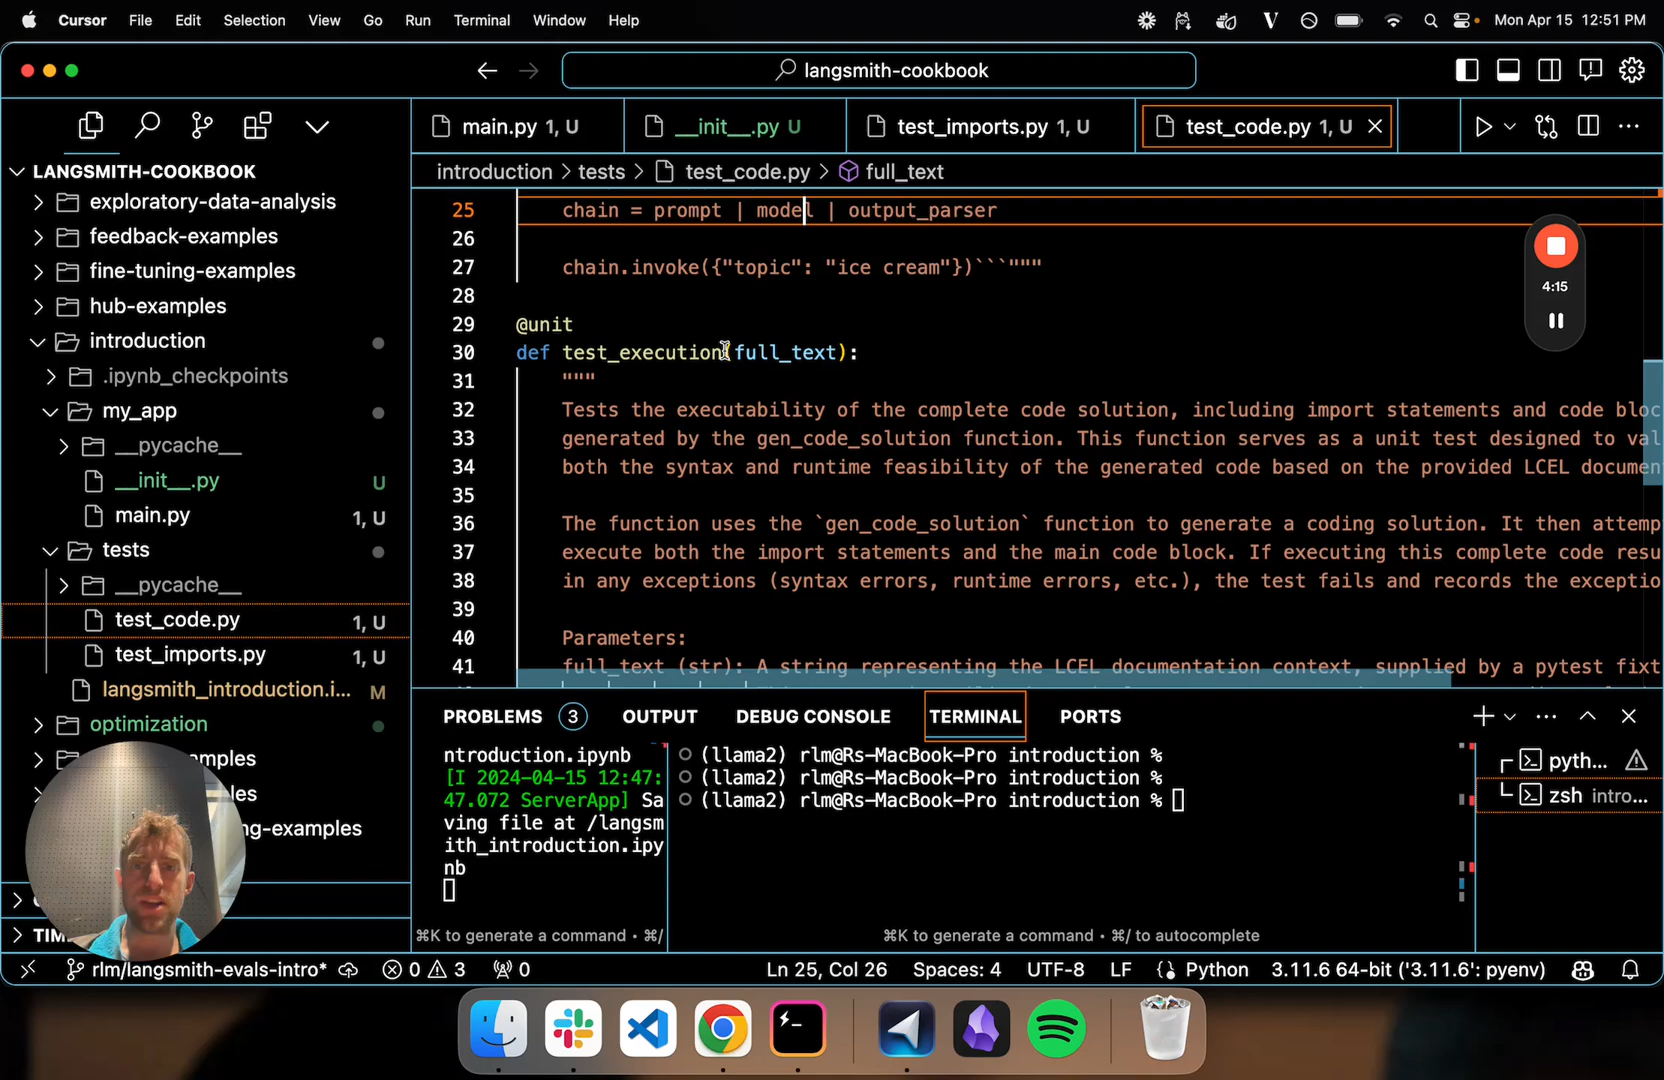 Cursor File Edit Selection View Go Run Terminal Window Help Mon Apr 15 12:51 PM
langsmith-cookbook
main.py 1, U
__init__.py U
test_imports.py 1, U
test_code.py 1, U
introduction > tests > test_code.py > full_text
LANGSMITH-COOKBOOK
exploratory-data-analysis
feedback-examples
fine-tuning-examples
hub-examples
introduction
.ipynb_checkpoints
my_app
__pycache__
__init__.py U
main.py 1, U
tests
__pycache__
test_code.py 1, U
test_imports.py 1, U
langsmith_introduction.i... M
optimization
amples
les
ng-examples
TIM
25 chain = prompt | model | output_parser
26
27 chain.invoke({"topic": "ice cream"})```"""
28
29 @unit
30 def test_execution(full_text):
31 """
32 Tests the executability of the complete code solution, including import statements and code bloc
33 generated by the gen_code_solution function. This function serves as a unit test designed to val
34 both the syntax and runtime feasibility of the generated code based on the provided LCEL documen
35
36 The function uses the `gen_code_solution` function to generate a coding solution. It then attemp
37 execute both the import statements and the main code block. If executing this complete code resu
38 in any exceptions (syntax errors, runtime errors, etc.), the test fails and records the exceptio
39
40 Parameters:
41 full_text (str): A string representing the LCEL documentation context, supplied by a pytest fixt
4:15
PROBLEMS 3 OUTPUT DEBUG CONSOLE TERMINAL PORTS
ntroduction.ipynb
[I 2024-04-15 12:47:
47.072 ServerApp] Sa
ving file at /langsm
ith_introduction.ipy
nb
⌘K to generate a command · ⌘/
(llama2) rlm@Rs-MacBook-Pro introduction %
(llama2) rlm@Rs-MacBook-Pro introduction %
(llama2) rlm@Rs-MacBook-Pro introduction %
⌘K to generate a command · ⌘/ to autocomplete
pyth...
zsh intro...
rlm/langsmith-evals-intro* 0 3 0 Ln 25, Col 26 Spaces: 4 UTF-8 LF Python 3.11.6 64-bit ('3.11.6': pyenv)